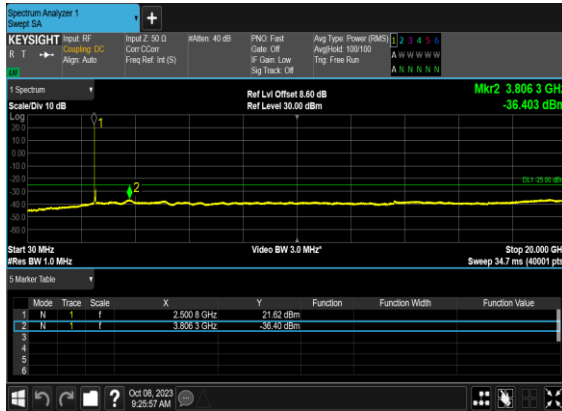 Spectrum Analyzer 1
Swept SA
+
KEYSIGHT Input: RF Input Z: 50 Ω #Atten: 40 dB PNO: Fast Avg Type: Power (RMS) 1 2 3 4 5 6
R T Coupling: DC Corr CCorr Gate: Off Avg|Hold: 100/100 A W W W W W
Align: Auto Freq Ref: Int (S) IF Gain: Low Trig: Free Run
Sig Track: Off A N N N N N
1 Spectrum
Scale/Div 10 dB
Ref Lvl Offset 8.60 dB
Ref Level 30.00 dBm
Mkr2 3.806 3 GHz
-36.403 dBm
Log
20.0
10.0
0.00
-10.0
-20.0
-30.0
-40.0
-50.0
-60.0
1
2
DL1 -25.00 dBm
Start 30 MHz Video BW 3.0 MHz* Stop 20.000 GHz
#Res BW 1.0 MHz Sweep 34.7 ms (40001 pts)
5 Marker Table
Mode Trace Scale X Y Function Function Width Function Value
1 N 1 f 2.500 8 GHz 21.62 dBm
2 N 1 f 3.806 3 GHz -36.40 dBm
3
4
5
6
?
Oct 08, 2023
9:25:57 AM